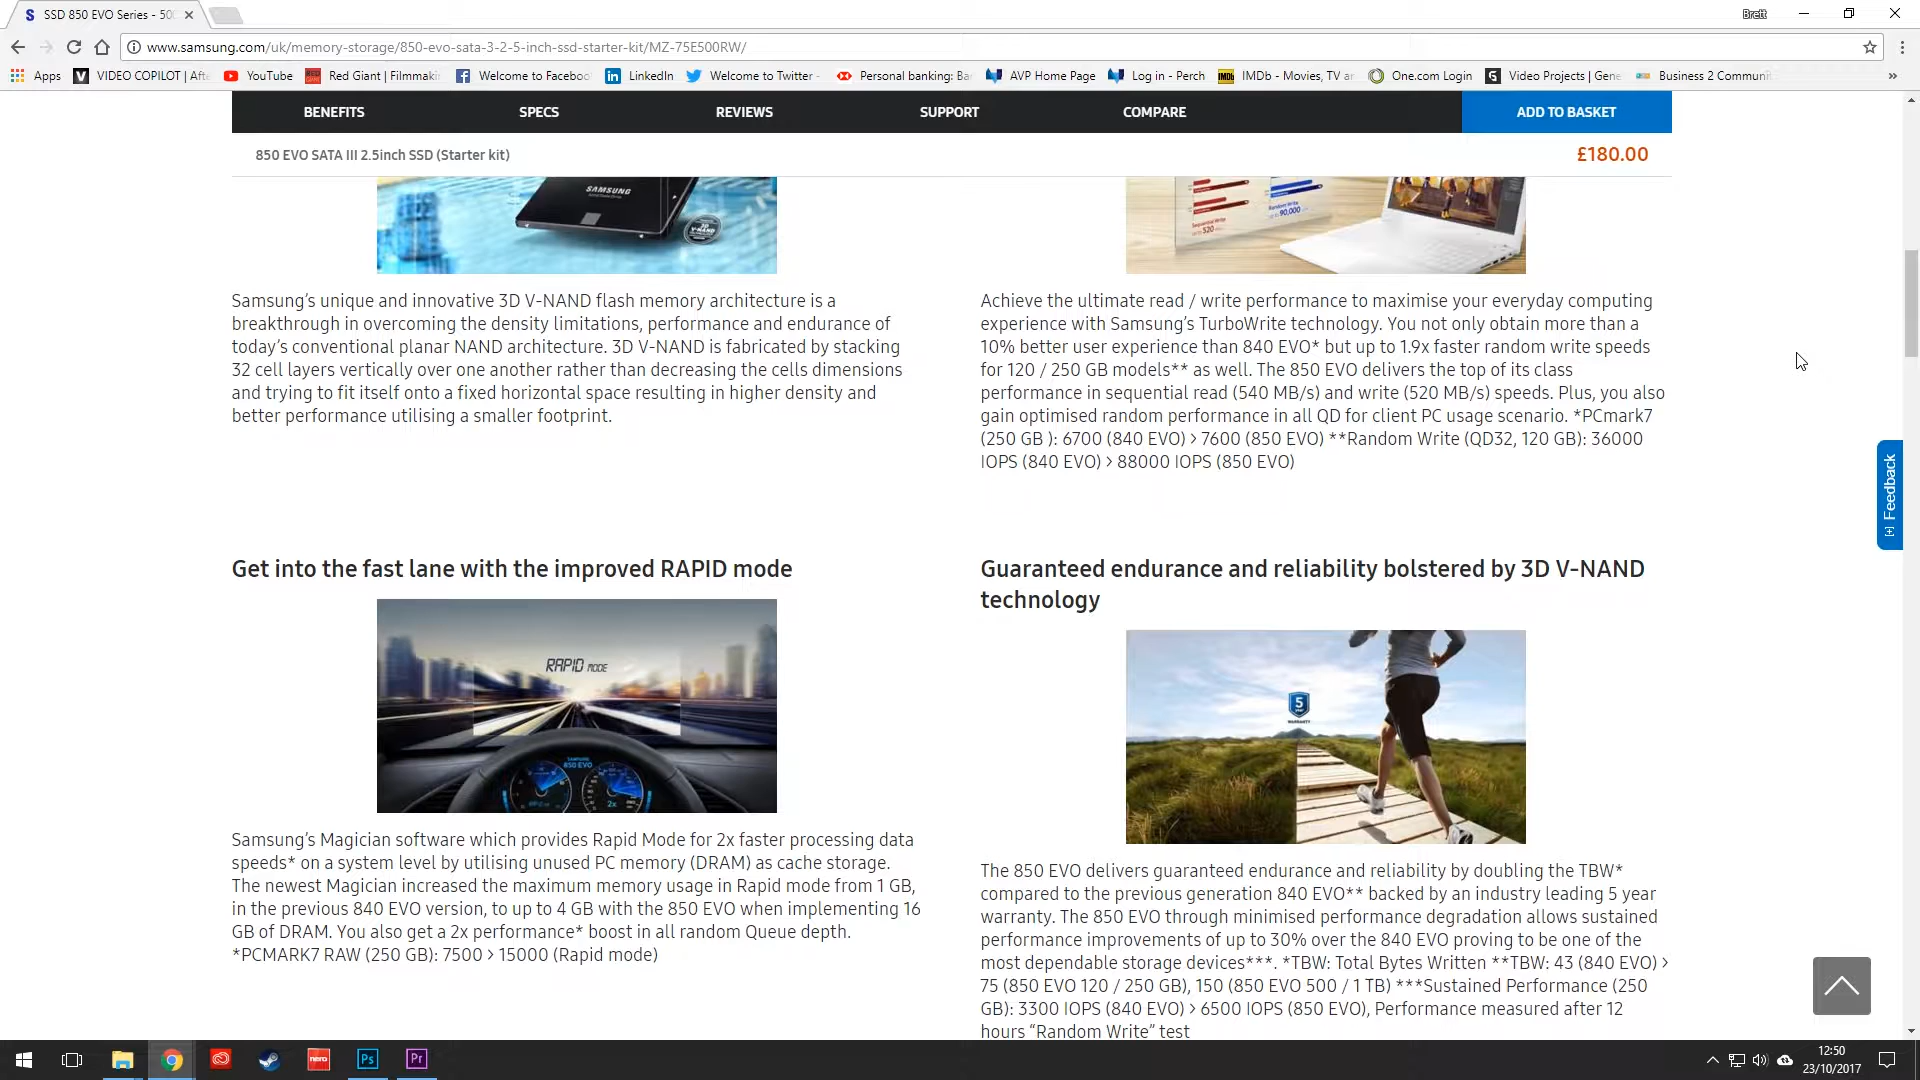 SSD 850 EVO Series - 500
Brett
www.samsung.com/uk/memory-storage/850-evo-sata-3-2-5-inch-ssd-starter-kit/MZ-75E500RW/
Apps
VIDEO COPILOT | Afte
YouTube
Red Giant | Filmmaki
Welcome to Faceboo
LinkedIn
Welcome to Twitter -
Personal banking: Ba
AVP Home Page
Log in - Perch
IMDb - Movies, TV ar
One.com Login
Video Projects | Gene
Business 2 Communi
BENEFITS
SPECS
REVIEWS
SUPPORT
COMPARE
ADD TO BASKET
850 EVO SATA III 2.5inch SSD (Starter kit)
£180.00
SAMSUNG
Sequential Write
520
Random Write
90,000
Samsung’s unique and innovative 3D V-NAND flash memory architecture is a
breakthrough in overcoming the density limitations, performance and endurance of
today’s conventional planar NAND architecture. 3D V-NAND is fabricated by stacking
32 cell layers vertically over one another rather than decreasing the cells dimensions
and trying to fit itself onto a fixed horizontal space resulting in higher density and
better performance utilising a smaller footprint.
Achieve the ultimate read / write performance to maximise your everyday computing
experience with Samsung’s TurboWrite technology. You not only obtain more than a
10% better user experience than 840 EVO* but up to 1.9x faster random write speeds
for 120 / 250 GB models** as well. The 850 EVO delivers the top of its class
performance in sequential read (540 MB/s) and write (520 MB/s) speeds. Plus, you also
gain optimised random performance in all QD for client PC usage scenario. *PCmark7
(250 GB ): 6700 (840 EVO) > 7600 (850 EVO) **Random Write (QD32, 120 GB): 36000
IOPS (840 EVO) > 88000 IOPS (850 EVO)
[+] Feedback
Get into the fast lane with the improved RAPID mode
RAPID MODE
SAMSUNG
850 EVO
2x
Samsung’s Magician software which provides Rapid Mode for 2x faster processing data
speeds* on a system level by utilising unused PC memory (DRAM) as cache storage.
The newest Magician increased the maximum memory usage in Rapid mode from 1 GB,
in the previous 840 EVO version, to up to 4 GB with the 850 EVO when implementing 16
GB of DRAM. You also get a 2x performance* boost in all random Queue depth.
*PCMARK7 RAW (250 GB): 7500 > 15000 (Rapid mode)
Guaranteed endurance and reliability bolstered by 3D V-NAND
technology
5
WARRANTY
The 850 EVO delivers guaranteed endurance and reliability by doubling the TBW*
compared to the previous generation 840 EVO** backed by an industry leading 5 year
warranty. The 850 EVO through minimised performance degradation allows sustained
performance improvements of up to 30% over the 840 EVO proving to be one of the
most dependable storage devices***. *TBW: Total Bytes Written **TBW: 43 (840 EVO) >
75 (850 EVO 120 / 250 GB), 150 (850 EVO 500 / 1 TB) ***Sustained Performance (250
GB): 3300 IOPS (840 EVO) > 6500 IOPS (850 EVO), Performance measured after 12
hours “Random Write” test
nero
Ps
Pr
12:50
23/10/2017